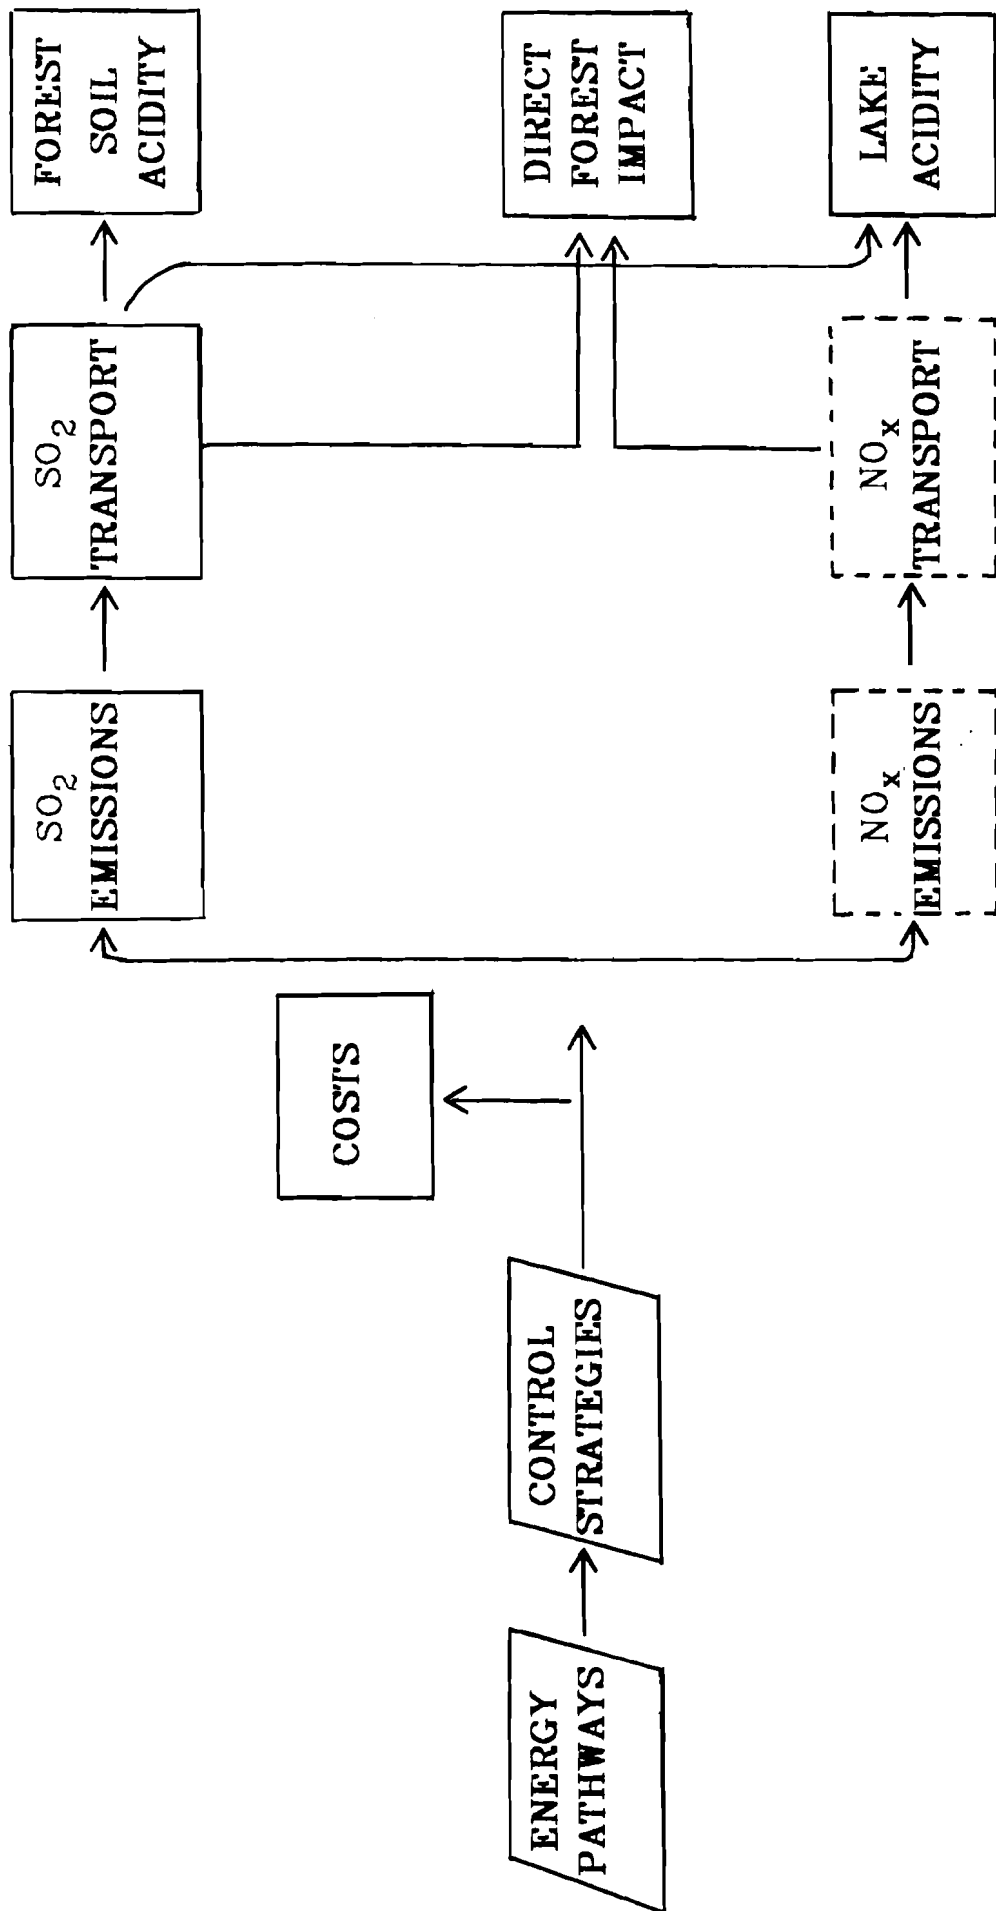 ENERGY
PATHWAYS
CONTROL
STRATEGIES
COSTS
SO₂
EMISSIONS
NOₓ
EMISSIONS
SO₂
TRANSPORT
NOₓ
TRANSPORT
FOREST
SOIL
ACIDITY
DIRECT
FOREST
IMPACT
LAKE
ACIDITY